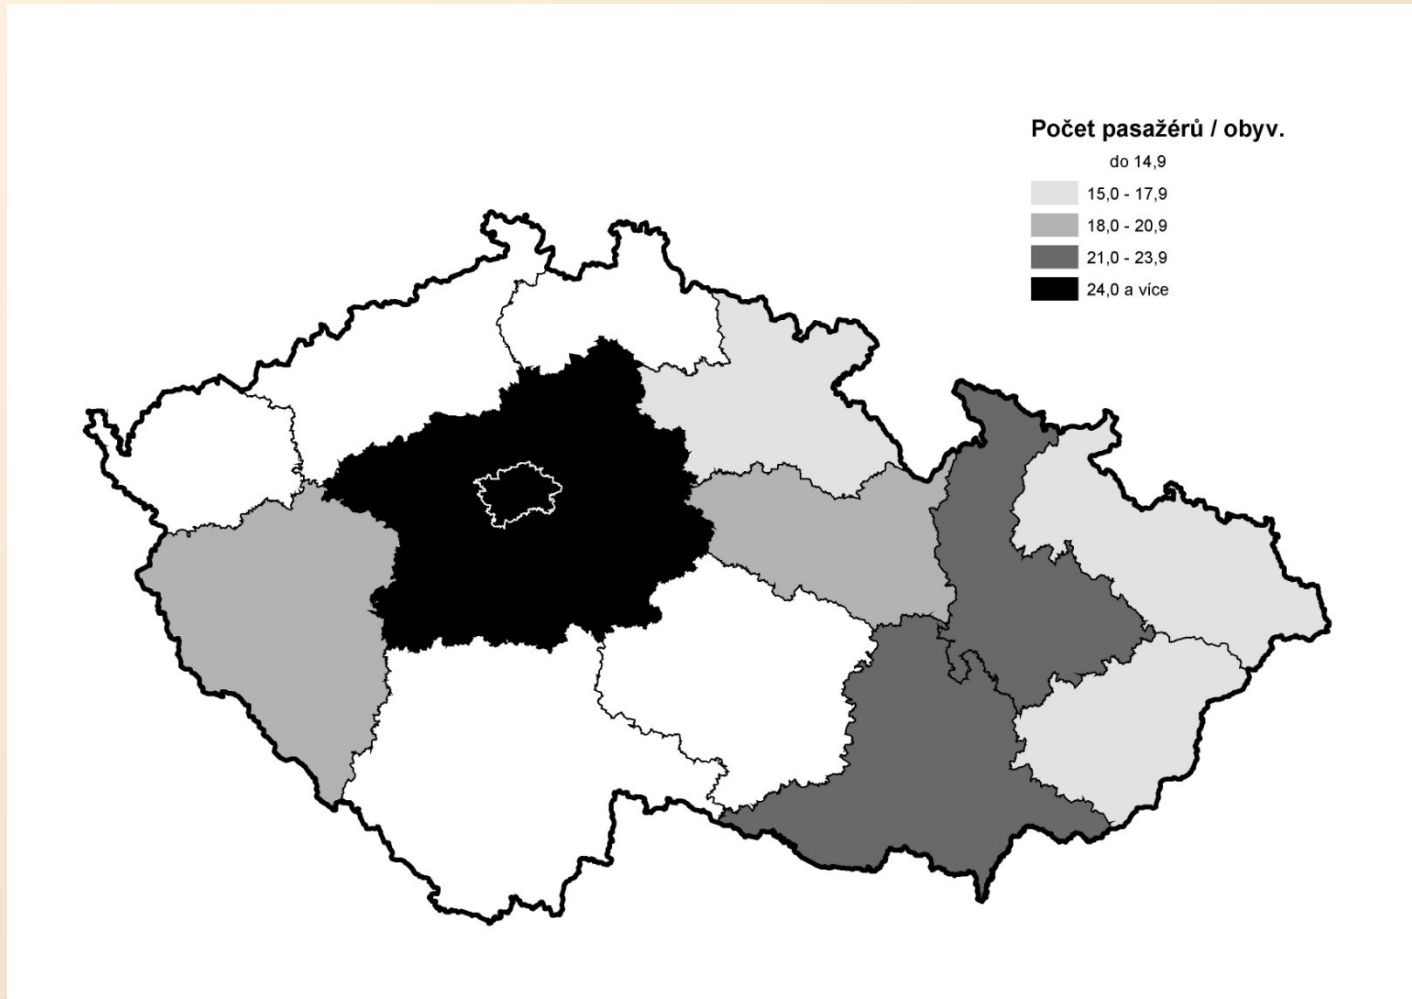 Počet pasažérů / obyv.
do 14,9
15,0 - 17,9
18,0 - 20,9
21,0 - 23,9
24,0 a více